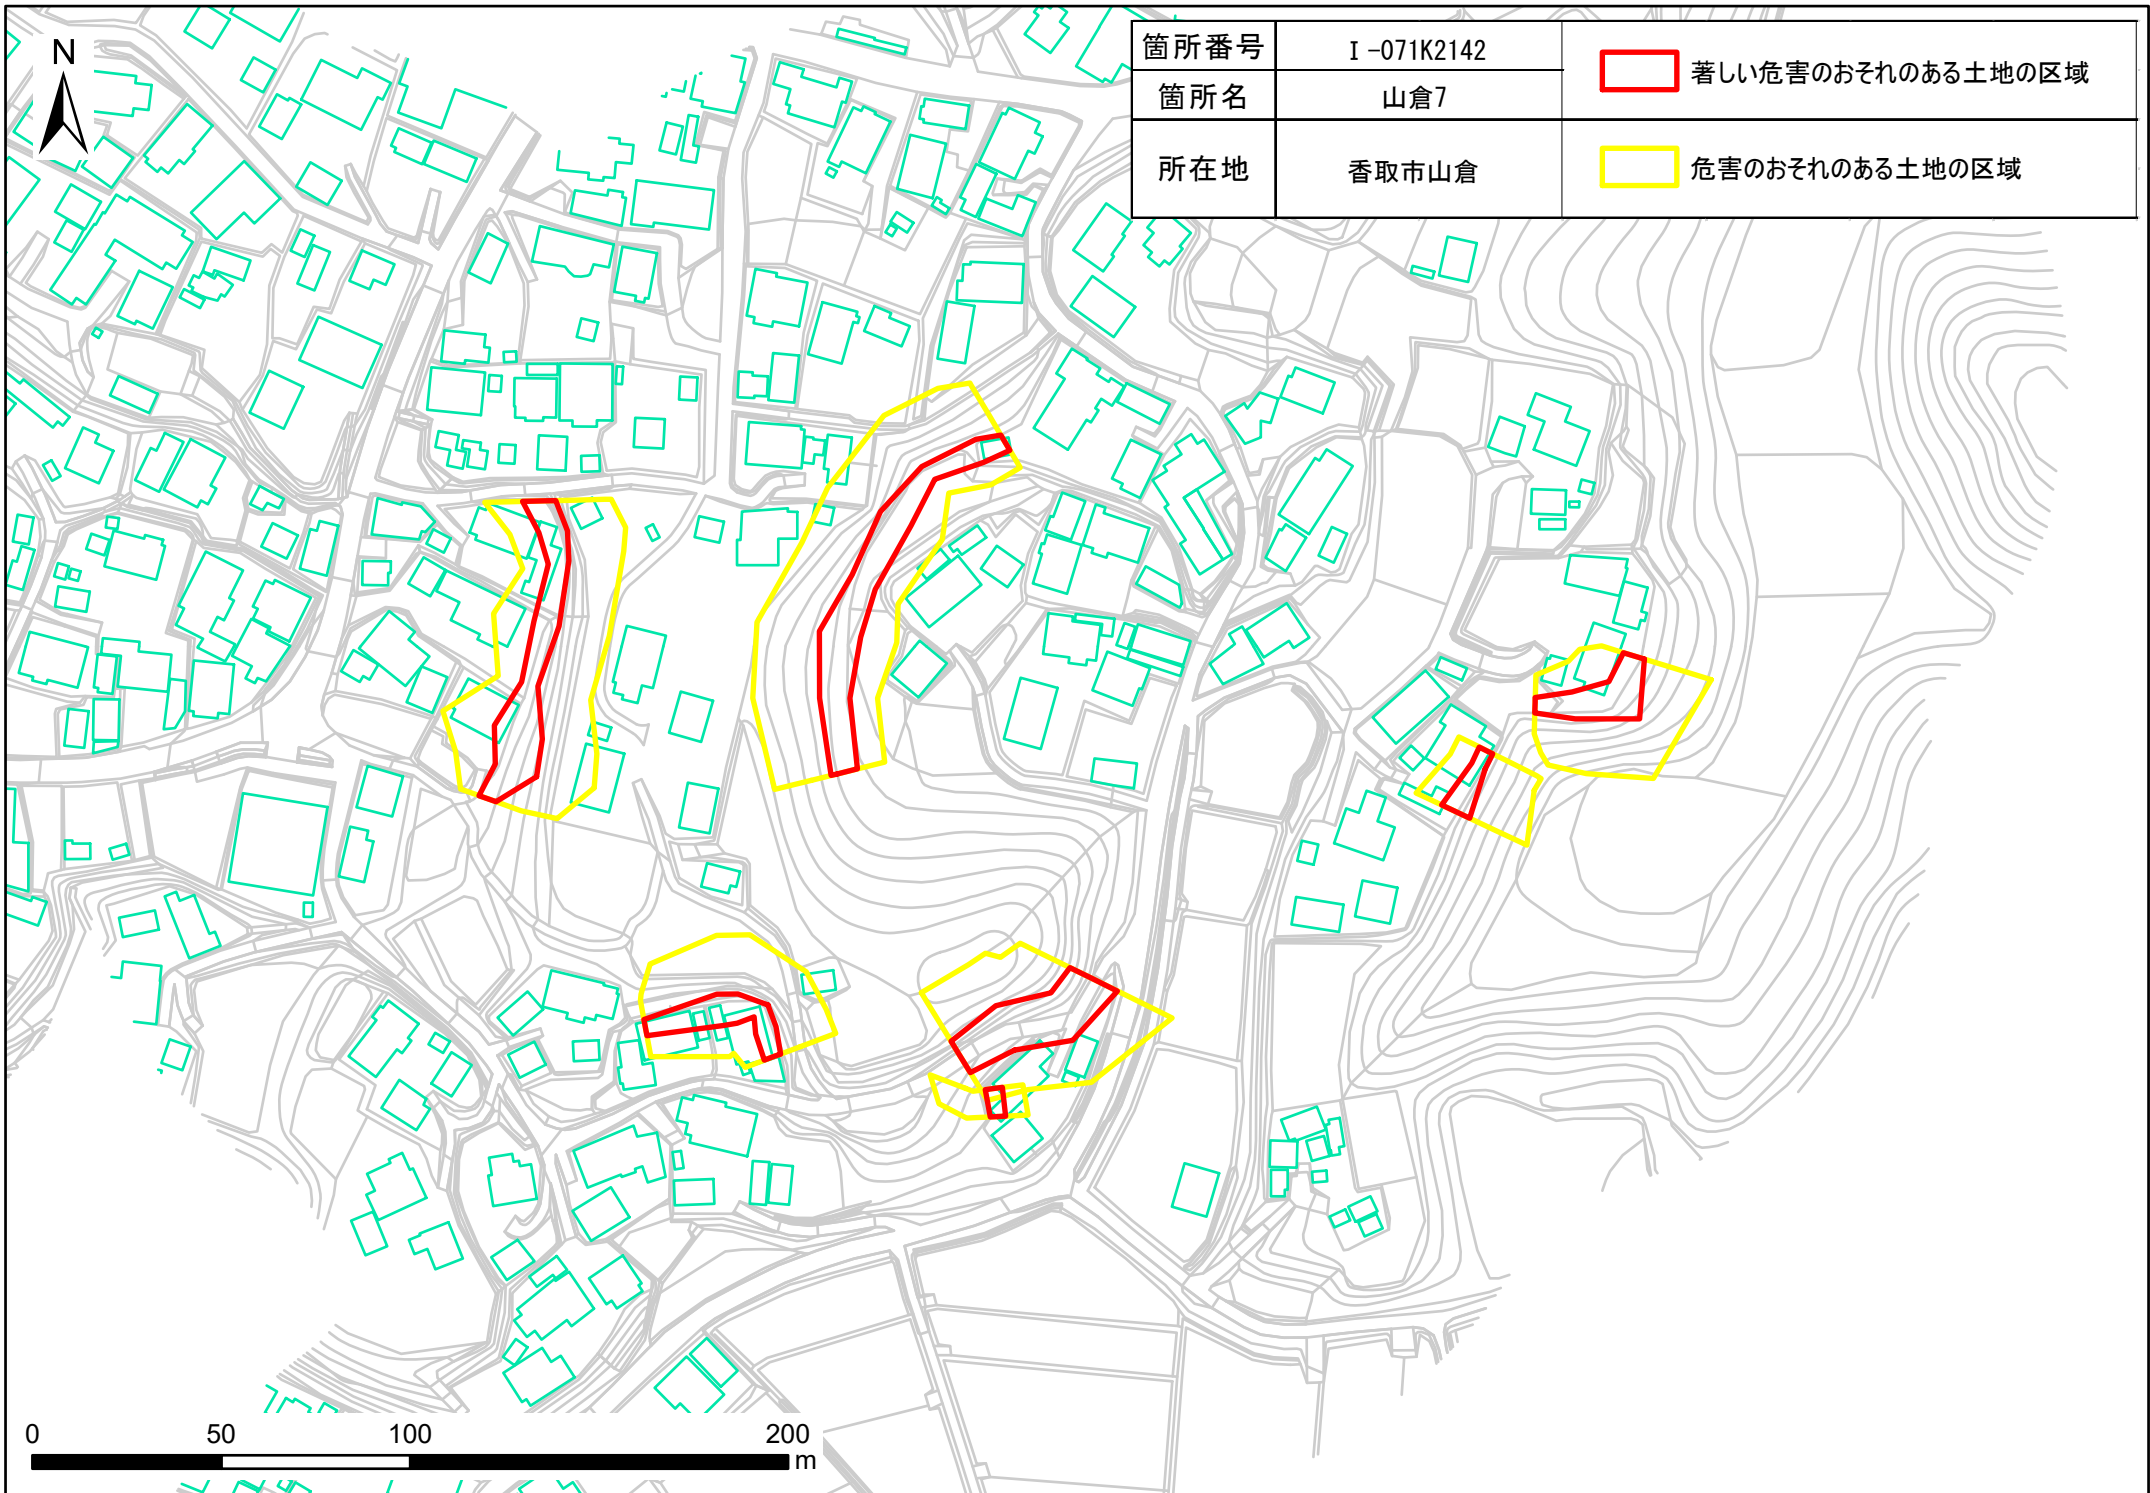 N
箇所番号 Ⅰ-071K2142
箇所名 山倉7
所在地 香取市山倉
著しい危害のおそれのある土地の区域
危害のおそれのある土地の区域
0 50 100 200
m